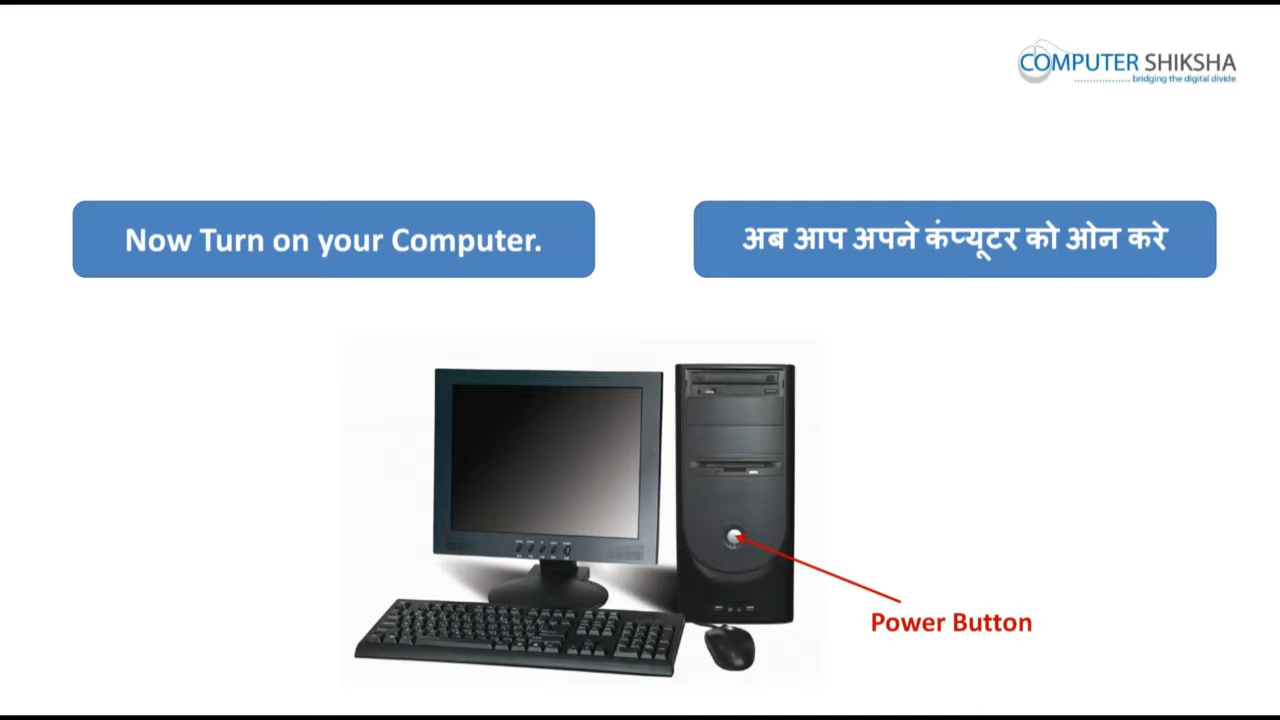 COMPUTER SHIKSHA
bridging the digital divide
Now Turn on your Computer.
अब आप अपने कंप्यूटर को ओन करे
Power Button